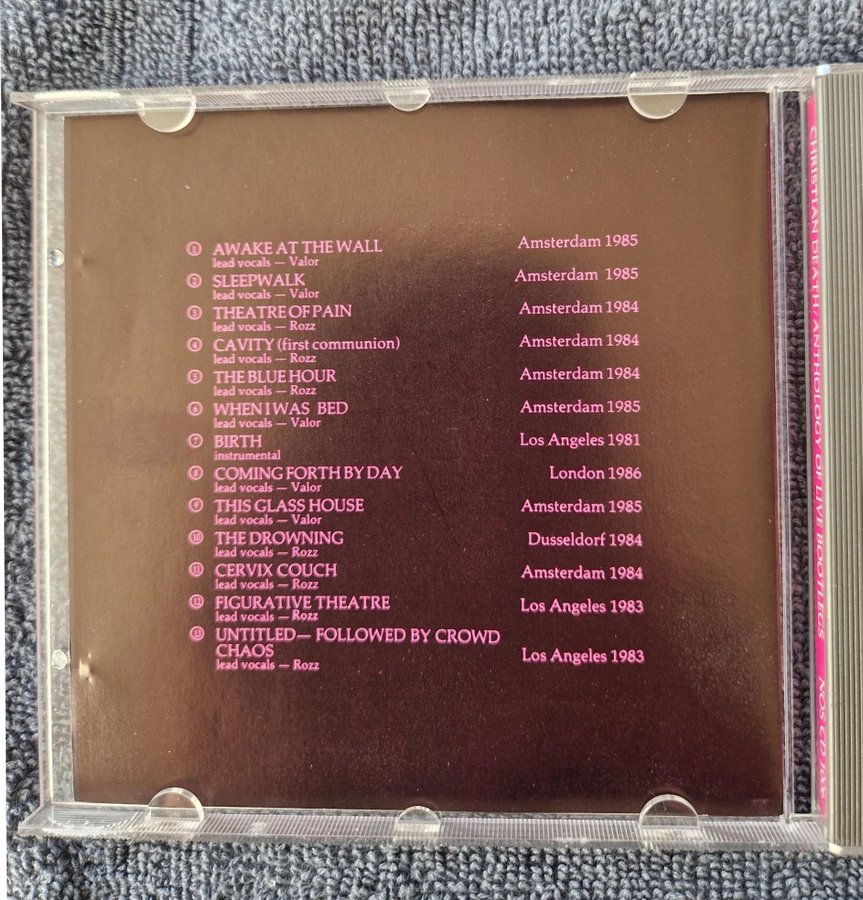 ① AWAKE AT THE WALL Amsterdam 1985
lead vocals — Valor
② SLEEPWALK Amsterdam 1985
lead vocals — Valor
③ THEATRE OF PAIN Amsterdam 1984
lead vocals — Rozz
④ CAVITY (first communion) Amsterdam 1984
lead vocals — Rozz
⑤ THE BLUE HOUR Amsterdam 1984
lead vocals — Rozz
⑥ WHEN I WAS BED Amsterdam 1985
lead vocals — Valor
⑦ BIRTH Los Angeles 1981
instrumental
⑧ COMING FORTH BY DAY London 1986
lead vocals — Valor
⑨ THIS GLASS HOUSE Amsterdam 1985
lead vocals — Valor
⑩ THE DROWNING Dusseldorf 1984
lead vocals — Rozz
⑪ CERVIX COUCH Amsterdam 1984
lead vocals — Rozz
⑫ FIGURATIVE THEATRE Los Angeles 1983
lead vocals — Rozz
⑬ UNTITLED— FOLLOWED BY CROWD
CHAOS Los Angeles 1983
lead vocals — Rozz
CHRISTIAN DEATH/ANTHOLOGY OF LIVE BOOTLEGS NOS CD